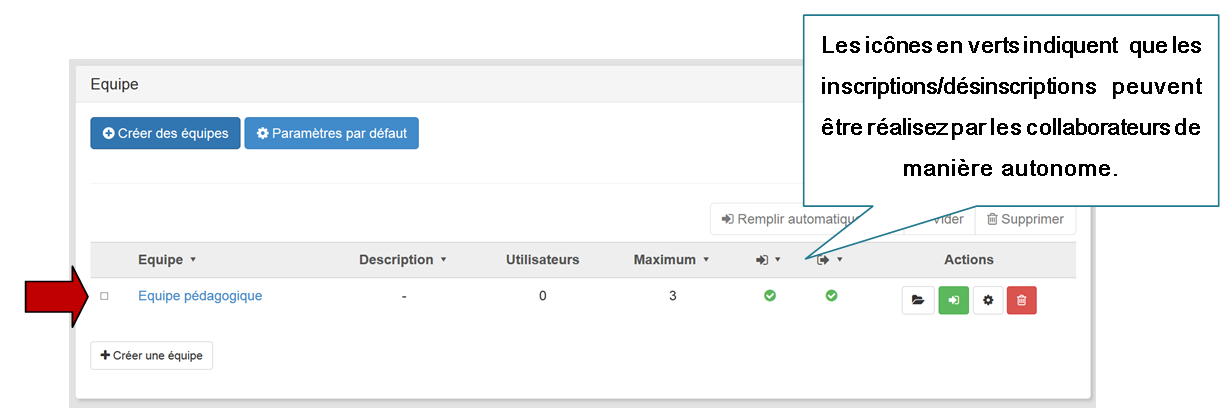 Les icônes en verts indiquent que les
inscriptions/désinscriptions peuvent
être réalisez par les collaborateurs de
manière autonome.
Equipe
Créer des équipes Paramètres par défaut
Remplir automatiqu Vider Supprimer
Equipe Description Utilisateurs Maximum Actions
Equipe pédagogique - 0 3
Créer une équipe